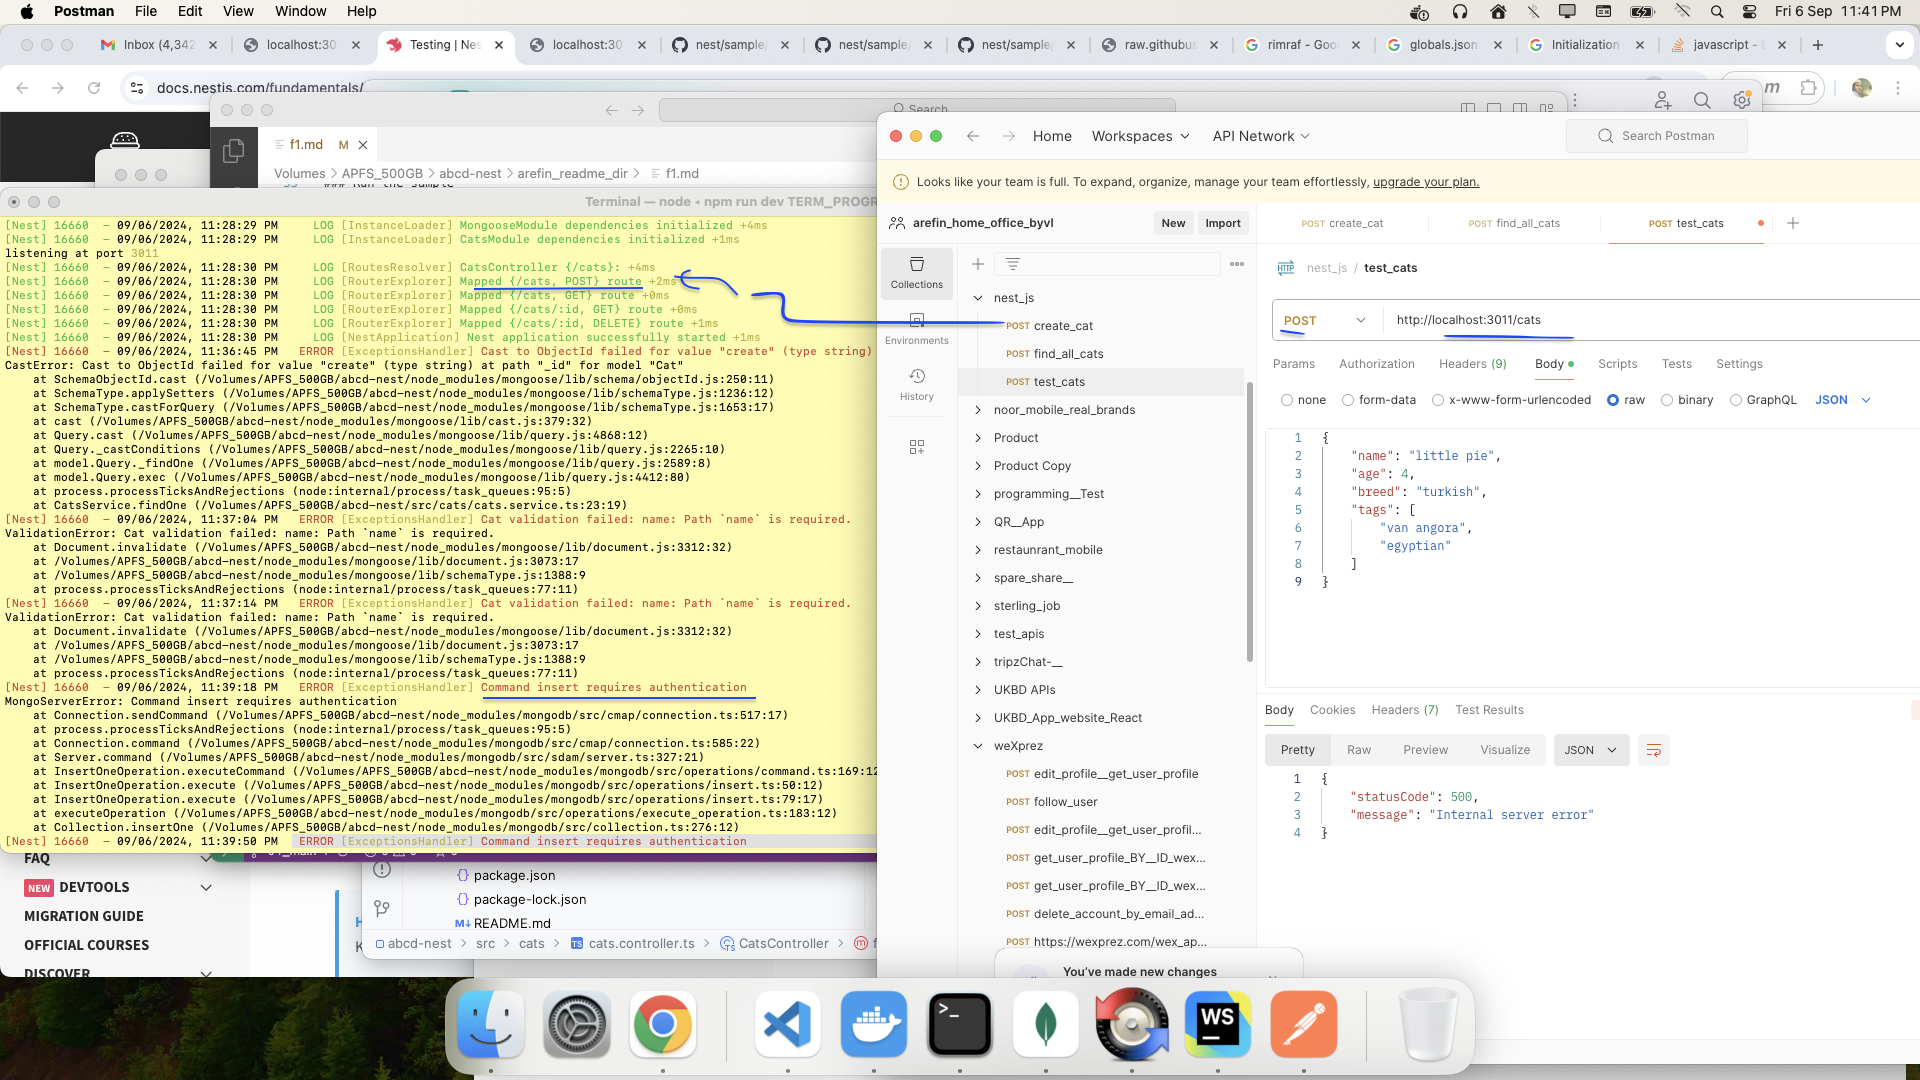 Postman File Edit View Window Help
Fri 6 Sep 11:41 PM
Inbox (4,342
localhost:30
Testing | Nes
localhost:30
nest/sample/
nest/sample/
nest/sample/
raw.githubus
rimraf - Goo
globals.json
Initialization
javascript -
docs.nestjs.com/fundamentals/
Search
f1.md M
Volumes > APFS_500GB > abcd-nest > arefin_readme_dir > f1.md
### Run the sample
Home Workspaces API Network
Search Postman
Looks like your team is full. To expand, organize, manage your team effortlessly, upgrade your plan.
Terminal — node ◂ npm run dev TERM_PROGR
[Nest] 16660 – 09/06/2024, 11:28:29 PM LOG [InstanceLoader] MongooseModule dependencies initialized +4ms
[Nest] 16660 – 09/06/2024, 11:28:29 PM LOG [InstanceLoader] CatsModule dependencies initialized +1ms
listening at port 3011
[Nest] 16660 – 09/06/2024, 11:28:30 PM LOG [RoutesResolver] CatsController {/cats}: +4ms
[Nest] 16660 – 09/06/2024, 11:28:30 PM LOG [RouterExplorer] Mapped {/cats, POST} route +2ms
[Nest] 16660 – 09/06/2024, 11:28:30 PM LOG [RouterExplorer] Mapped {/cats, GET} route +0ms
[Nest] 16660 – 09/06/2024, 11:28:30 PM LOG [RouterExplorer] Mapped {/cats/:id, GET} route +0ms
[Nest] 16660 – 09/06/2024, 11:28:30 PM LOG [RouterExplorer] Mapped {/cats/:id, DELETE} route +1ms
[Nest] 16660 – 09/06/2024, 11:28:30 PM LOG [NestApplication] Nest application successfully started +1ms
[Nest] 16660 – 09/06/2024, 11:36:45 PM ERROR [ExceptionsHandler] Cast to ObjectId failed for value "create" (type string)
CastError: Cast to ObjectId failed for value "create" (type string) at path "_id" for model "Cat"
at SchemaObjectId.cast (/Volumes/APFS_500GB/abcd-nest/node_modules/mongoose/lib/schema/objectId.js:250:11)
at SchemaType.applySetters (/Volumes/APFS_500GB/abcd-nest/node_modules/mongoose/lib/schemaType.js:1236:12)
at SchemaType.castForQuery (/Volumes/APFS_500GB/abcd-nest/node_modules/mongoose/lib/schemaType.js:1653:17)
at cast (/Volumes/APFS_500GB/abcd-nest/node_modules/mongoose/lib/cast.js:379:32)
at Query.cast (/Volumes/APFS_500GB/abcd-nest/node_modules/mongoose/lib/query.js:4868:12)
at Query._castConditions (/Volumes/APFS_500GB/abcd-nest/node_modules/mongoose/lib/query.js:2265:10)
at model.Query._findOne (/Volumes/APFS_500GB/abcd-nest/node_modules/mongoose/lib/query.js:2589:8)
at model.Query.exec (/Volumes/APFS_500GB/abcd-nest/node_modules/mongoose/lib/query.js:4412:80)
at process.processTicksAndRejections (node:internal/process/task_queues:95:5)
at CatsService.findOne (/Volumes/APFS_500GB/abcd-nest/src/cats/cats.service.ts:23:19)
[Nest] 16660 – 09/06/2024, 11:37:04 PM ERROR [ExceptionsHandler] Cat validation failed: name: Path `name` is required.
ValidationError: Cat validation failed: name: Path `name` is required.
at Document.invalidate (/Volumes/APFS_500GB/abcd-nest/node_modules/mongoose/lib/document.js:3312:32)
at /Volumes/APFS_500GB/abcd-nest/node_modules/mongoose/lib/document.js:3073:17
at /Volumes/APFS_500GB/abcd-nest/node_modules/mongoose/lib/schemaType.js:1388:9
at process.processTicksAndRejections (node:internal/process/task_queues:77:11)
[Nest] 16660 – 09/06/2024, 11:37:14 PM ERROR [ExceptionsHandler] Cat validation failed: name: Path `name` is required.
ValidationError: Cat validation failed: name: Path `name` is required.
at Document.invalidate (/Volumes/APFS_500GB/abcd-nest/node_modules/mongoose/lib/document.js:3312:32)
at /Volumes/APFS_500GB/abcd-nest/node_modules/mongoose/lib/document.js:3073:17
at /Volumes/APFS_500GB/abcd-nest/node_modules/mongoose/lib/schemaType.js:1388:9
at process.processTicksAndRejections (node:internal/process/task_queues:77:11)
[Nest] 16660 – 09/06/2024, 11:39:18 PM ERROR [ExceptionsHandler] Command insert requires authentication
MongoServerError: Command insert requires authentication
at Connection.sendCommand (/Volumes/APFS_500GB/abcd-nest/node_modules/mongodb/src/cmap/connection.ts:517:17)
at process.processTicksAndRejections (node:internal/process/task_queues:95:5)
at Connection.command (/Volumes/APFS_500GB/abcd-nest/node_modules/mongodb/src/cmap/connection.ts:585:22)
at Server.command (/Volumes/APFS_500GB/abcd-nest/node_modules/mongodb/src/sdam/server.ts:327:21)
at InsertOneOperation.executeCommand (/Volumes/APFS_500GB/abcd-nest/node_modules/mongodb/src/operations/command.ts:169:12
at InsertOneOperation.execute (/Volumes/APFS_500GB/abcd-nest/node_modules/mongodb/src/operations/insert.ts:50:12)
at InsertOneOperation.execute (/Volumes/APFS_500GB/abcd-nest/node_modules/mongodb/src/operations/insert.ts:79:17)
at executeOperation (/Volumes/APFS_500GB/abcd-nest/node_modules/mongodb/src/operations/execute_operation.ts:183:12)
at Collection.insertOne (/Volumes/APFS_500GB/abcd-nest/node_modules/mongodb/src/collection.ts:276:12)
[Nest] 16660 – 09/06/2024, 11:39:50 PM ERROR [ExceptionsHandler] Command insert requires authentication
FAQ
NEW DEVTOOLS
MIGRATION GUIDE
OFFICIAL COURSES
DISCOVER
package.json
package-lock.json
README.md
abcd-nest > src > cats > cats.controller.ts > CatsController >
arefin_home_office_byvl
New
Import
Collections
Environments
History
nest_js
POST create_cat
POST find_all_cats
POST test_cats
noor_mobile_real_brands
Product
Product Copy
programming__Test
QR__App
restaunrant_mobile
spare_share__
sterling_job
test_apis
tripzChat-__
UKBD APIs
UKBD_App_website_React
weXprez
POST edit_profile__get_user_profile
POST follow_user
POST edit_profile__get_user_profil...
POST get_user_profile_BY__ID_wex...
POST get_user_profile_BY__ID_wex...
POST delete_account_by_email_ad...
POST https://wexprez.com/wex_ap...
You've made new changes
POST create_cat
POST find_all_cats
POST test_cats
HTTP nest_js / test_cats
POST http://localhost:3011/cats
Params Authorization Headers (9) Body Scripts Tests Settings
none form-data x-www-form-urlencoded raw binary GraphQL JSON
1 {
2 "name": "little pie",
3 "age": 4,
4 "breed": "turkish",
5 "tags": [
6 "van angora",
7 "egyptian"
8 ]
9 }
Body Cookies Headers (7) Test Results
Pretty Raw Preview Visualize JSON
1 {
2 "statusCode": 500,
3 "message": "Internal server error"
4 }
WS